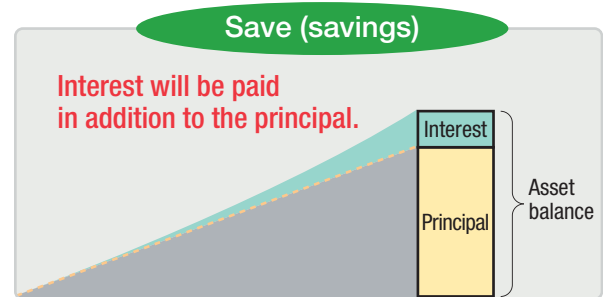 Save (savings)
Interest will be paid
in addition to the principal.
Interest
Principal
Asset
balance